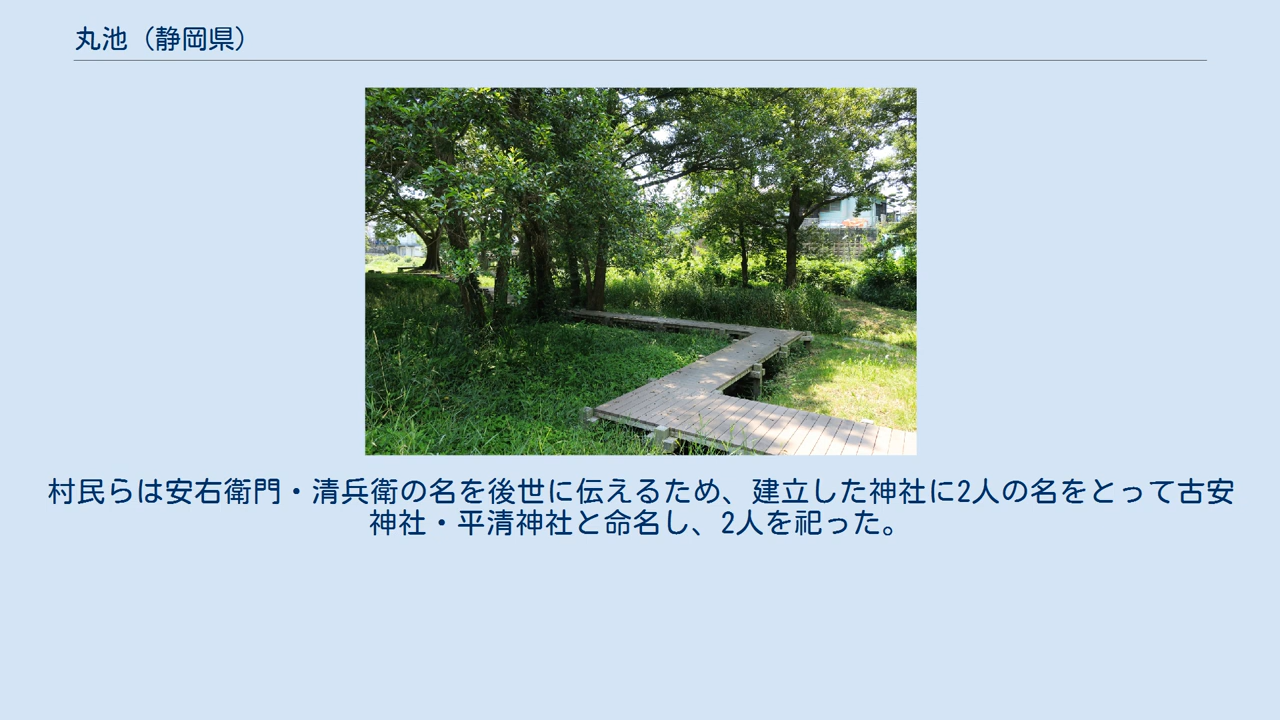 丸池（静岡県）
村民らは安右衛門・清兵衛の名を後世に伝えるため、建立した神社に2人の名をとって古安
神社・平清神社と命名し、2人を祀った。